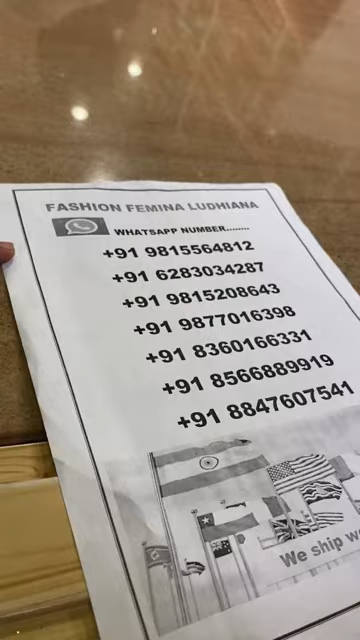 FASHION FEMINA LUDHIANA
WHATSAPP NUMBER........
+91 9815564812
+91 6283034287
+91 9815208643
+91 9877016398
+91 8360166331
+91 8566889919
+91 8847607541
We ship